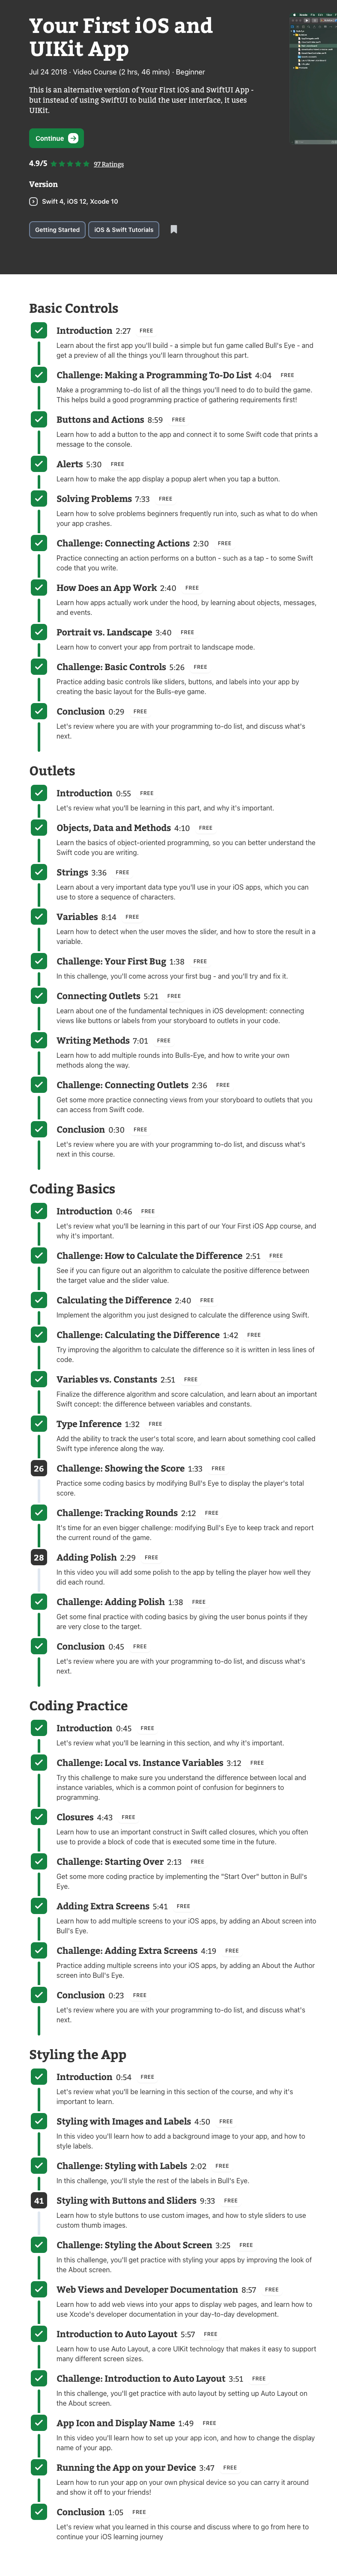 Your First iOS and
UIKit App
Jul 24 2018 · Video Course (2 hrs, 46 mins) · Beginner
This is an alternative version of Your First iOS and SwiftUI App -
but instead of using SwiftUI to build the user interface, it uses
UIKit.
Continue
4.9/5 97 Ratings
Version
Swift 4, iOS 12, Xcode 10
Getting Started iOS & Swift Tutorials
Basic Controls
Introduction 2:27 FREE
Learn about the first app you'll build - a simple but fun game called Bull's Eye - and
get a preview of all the things you'll learn throughout this part.
Challenge: Making a Programming To-Do List 4:04 FREE
Make a programming to-do list of all the things you'll need to do to build the game.
This helps build a good programming practice of gathering requirements first!
Buttons and Actions 8:59 FREE
Learn how to add a button to the app and connect it to some Swift code that prints a
message to the console.
Alerts 5:30 FREE
Learn how to make the app display a popup alert when you tap a button.
Solving Problems 7:33 FREE
Learn how to solve problems beginners frequently run into, such as what to do when
your app crashes.
Challenge: Connecting Actions 2:30 FREE
Practice connecting an action performs on a button - such as a tap - to some Swift
code that you write.
How Does an App Work 2:40 FREE
Learn how apps actually work under the hood, by learning about objects, messages,
and events.
Portrait vs. Landscape 3:40 FREE
Learn how to convert your app from portrait to landscape mode.
Challenge: Basic Controls 5:26 FREE
Practice adding basic controls like sliders, buttons, and labels into your app by
creating the basic layout for the Bulls-eye game.
Conclusion 0:29 FREE
Let's review where you are with your programming to-do list, and discuss what's
next.
Outlets
Introduction 0:55 FREE
Let's review what you'll be learning in this part, and why it's important.
Objects, Data and Methods 4:10 FREE
Learn the basics of object-oriented programming, so you can better understand the
Swift code you are writing.
Strings 3:36 FREE
Learn about a very important data type you'll use in your iOS apps, which you can
use to store a sequence of characters.
Variables 8:14 FREE
Learn how to detect when the user moves the slider, and how to store the result in a
variable.
Challenge: Your First Bug 1:38 FREE
In this challenge, you'll come across your first bug - and you'll try and fix it.
Connecting Outlets 5:21 FREE
Learn about one of the fundamental techniques in iOS development: connecting
views like buttons or labels from your storyboard to outlets in your code.
Writing Methods 7:01 FREE
Learn how to add multiple rounds into Bulls-Eye, and how to write your own
methods along the way.
Challenge: Connecting Outlets 2:36 FREE
Get some more practice connecting views from your storyboard to outlets that you
can access from Swift code.
Conclusion 0:30 FREE
Let's review where you are with your programming to-do list, and discuss what's
next in this course.
Coding Basics
Introduction 0:46 FREE
Let's review what you'll be learning in this part of our Your First iOS App course, and
why it's important.
Challenge: How to Calculate the Difference 2:51 FREE
See if you can figure out an algorithm to calculate the positive difference between
the target value and the slider value.
Calculating the Difference 2:40 FREE
Implement the algorithm you just designed to calculate the difference using Swift.
Challenge: Calculating the Difference 1:42 FREE
Try improving the algorithm to calculate the difference so it is written in less lines of
code.
Variables vs. Constants 2:51 FREE
Finalize the difference algorithm and score calculation, and learn about an important
Swift concept: the difference between variables and constants.
Type Inference 1:32 FREE
Add the ability to track the user's total score, and learn about something cool called
Swift type inference along the way.
26 Challenge: Showing the Score 1:33 FREE
Practice some coding basics by modifying Bull's Eye to display the player's total
score.
Challenge: Tracking Rounds 2:12 FREE
It's time for an even bigger challenge: modifying Bull's Eye to keep track and report
the current round of the game.
28 Adding Polish 2:29 FREE
In this video you will add some polish to the app by telling the player how well they
did each round.
Challenge: Adding Polish 1:38 FREE
Get some final practice with coding basics by giving the user bonus points if they
are very close to the target.
Conclusion 0:45 FREE
Let's review where you are with your programming to-do list, and discuss what's
next.
Coding Practice
Introduction 0:45 FREE
Let's review what you'll be learning in this section, and why it's important.
Challenge: Local vs. Instance Variables 3:12 FREE
Try this challenge to make sure you understand the difference between local and
instance variables, which is a common point of confusion for beginners to
programming.
Closures 4:43 FREE
Learn how to use an important construct in Swift called closures, which you often
use to provide a block of code that is executed some time in the future.
Challenge: Starting Over 2:13 FREE
Get some more coding practice by implementing the "Start Over" button in Bull's
Eye.
Adding Extra Screens 5:41 FREE
Learn how to add multiple screens to your iOS apps, by adding an About screen into
Bull's Eye.
Challenge: Adding Extra Screens 4:19 FREE
Practice adding multiple screens into your iOS apps, by adding an About the Author
screen into Bull's Eye.
Conclusion 0:23 FREE
Let's review where you are with your programming to-do list, and discuss what's
next.
Styling the App
Introduction 0:54 FREE
Let's review what you'll be learning in this section of the course, and why it's
important to learn.
Styling with Images and Labels 4:50 FREE
In this video you'll learn how to add a background image to your app, and how to
style labels.
Challenge: Styling with Labels 2:02 FREE
In this challenge, you'll style the rest of the labels in Bull's Eye.
41 Styling with Buttons and Sliders 9:33 FREE
Learn how to style buttons to use custom images, and how to style sliders to use
custom thumb images.
Challenge: Styling the About Screen 3:25 FREE
In this challenge, you'll get practice with styling your apps by improving the look of
the About screen.
Web Views and Developer Documentation 8:57 FREE
Learn how to add web views into your apps to display web pages, and learn how to
use Xcode's developer documentation in your day-to-day development.
Introduction to Auto Layout 5:57 FREE
Learn how to use Auto Layout, a core UIKit technology that makes it easy to support
many different screen sizes.
Challenge: Introduction to Auto Layout 3:51 FREE
In this challenge, you'll get practice with auto layout by setting up Auto Layout on
the About screen.
App Icon and Display Name 1:49 FREE
In this video you'll learn how to set up your app icon, and how to change the display
name of your app.
Running the App on your Device 3:47 FREE
Learn how to run your app on your own physical device so you can carry it around
and show it off to your friends!
Conclusion 1:05 FREE
Let's review what you learned in this course and discuss where to go from here to
continue your iOS learning journey